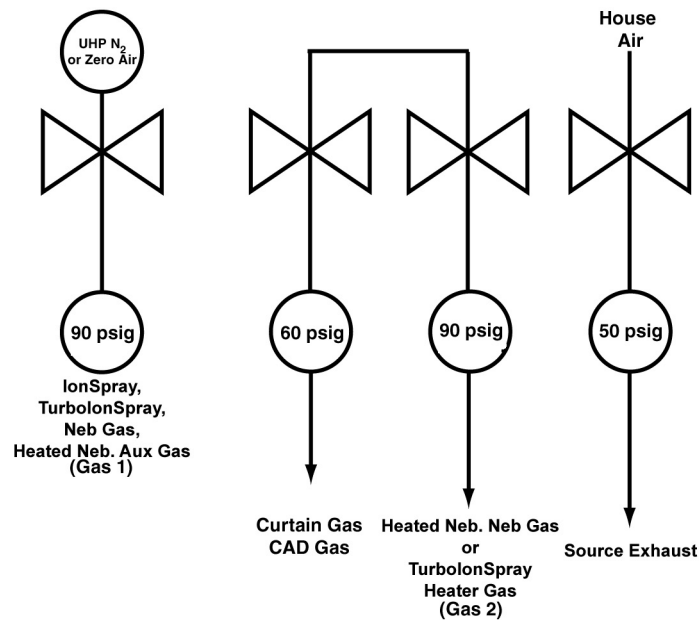 UHP N2
or Zero Air
90 psig
IonSpray,
TurboIonSpray,
Neb Gas,
Heated Neb. Aux Gas
(Gas 1)
60 psig
Curtain Gas
CAD Gas
90 psig
Heated Neb. Neb Gas
or
TurboIonSpray
Heater Gas
(Gas 2)
House
Air
50 psig
Source Exhaust